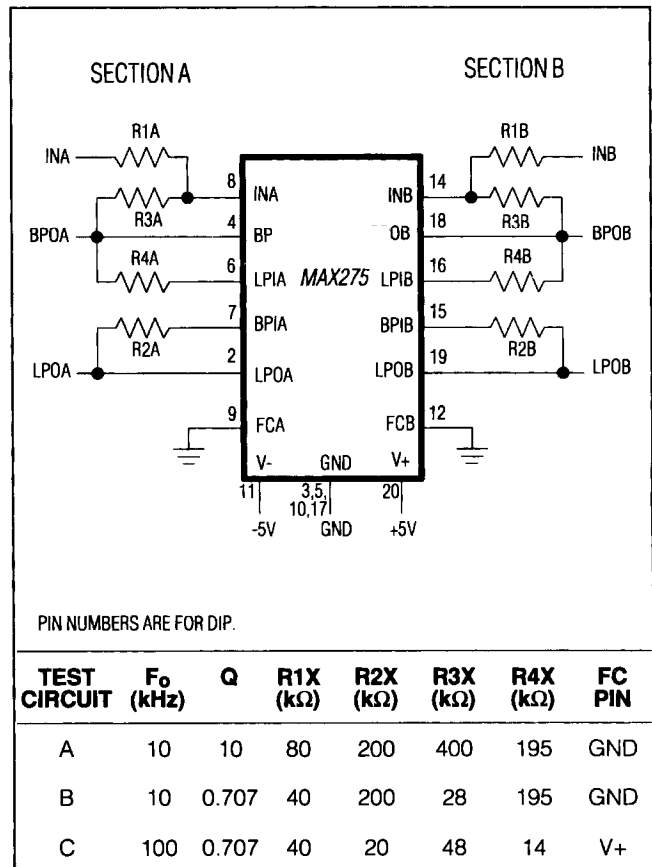 SECTION A
SECTION B
R1A
R1B
INA
INB
8
INA
INB
14
R3A
R3B
BPOA
4
BP
OB
18
BPOB
R4A
R4B
6
LPIA
MAX275
LPIB
16
7
BPIA
BPIB
15
R2A
R2B
LPOA
2
LPOA
LPOB
19
LPOB
9
FCA
FCB
12
V- GND V+
11 3,5, 20
10,17
-5V GND +5V
PIN NUMBERS ARE FOR DIP.
TEST Fo Q R1X R2X R3X R4X FC
CIRCUIT (kHz) (kΩ) (kΩ) (kΩ) (kΩ) PIN
A 10 10 80 200 400 195 GND
B 10 0.707 40 200 28 195 GND
C 100 0.707 40 20 48 14 V+